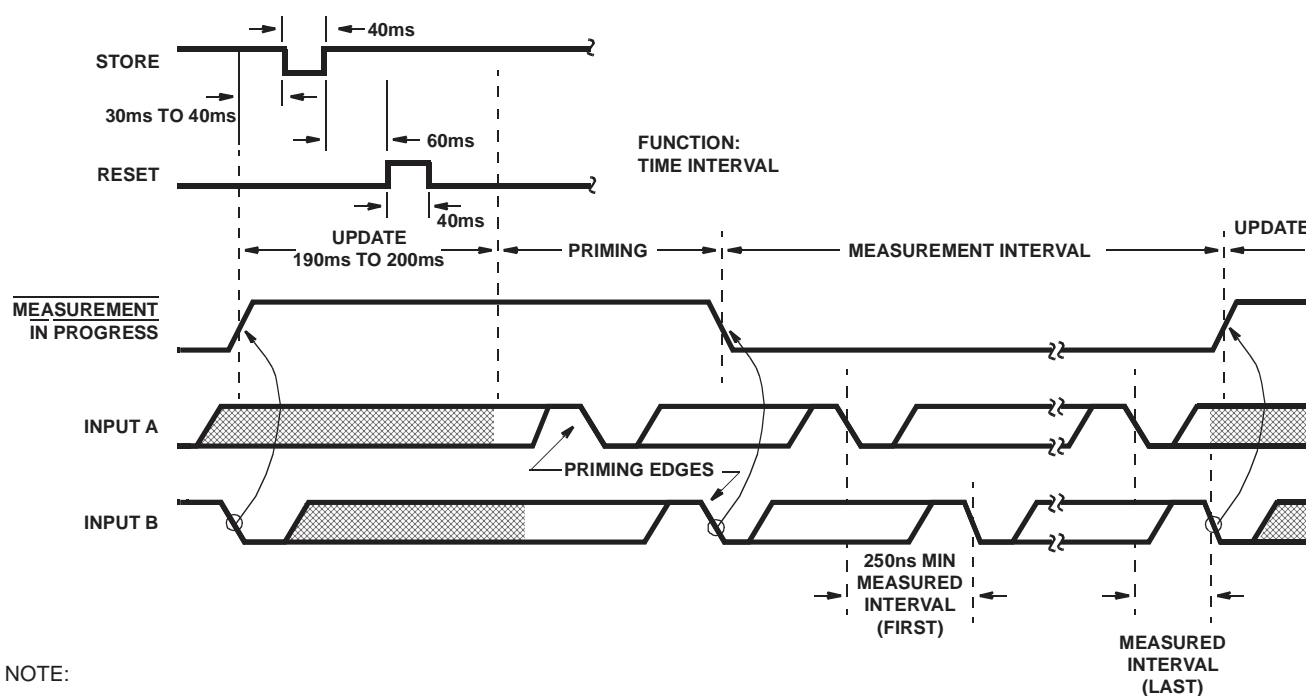 40ms
STORE
30ms TO 40ms
60ms
FUNCTION:
TIME INTERVAL
RESET
40ms
UPDATE
190ms TO 200ms
PRIMING
MEASUREMENT INTERVAL
UPDATE
MEASUREMENT
IN PROGRESS
INPUT A
PRIMING EDGES
INPUT B
250ns MIN
MEASURED
INTERVAL
(FIRST)
MEASURED
INTERVAL
(LAST)
NOTE: